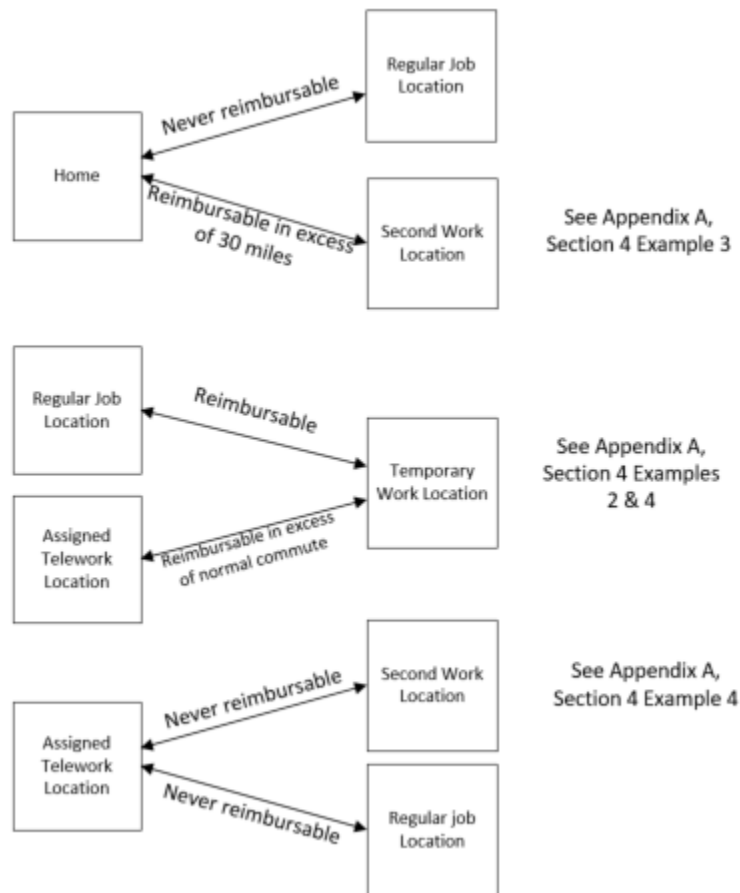 Regular Job
Location
Never reimbursable
Home
Reimbursable in excess
of 30 miles
Second Work
Location
See Appendix A,
Section 4 Example 3
Regular Job
Location
Reimbursable
Temporary
Work Location
See Appendix A,
Section 4 Examples
2 & 4
Assigned
Telework
Location
Reimbursable in excess
of normal commute
Second Work
Location
See Appendix A,
Section 4 Example 4
Never reimbursable
Assigned
Telework
Location
Never reimbursable
Regular job
Location